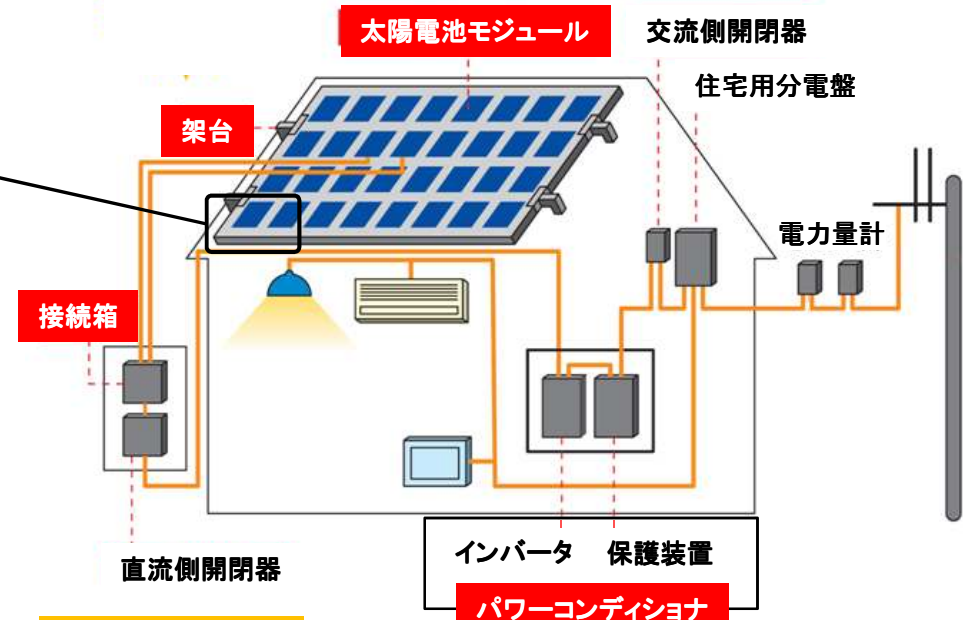 太陽電池モジュール
交流側開閉器
住宅用分電盤
架台
電力量計
接続箱
直流側開閉器
インバータ
保護装置
パワーコンディショナ